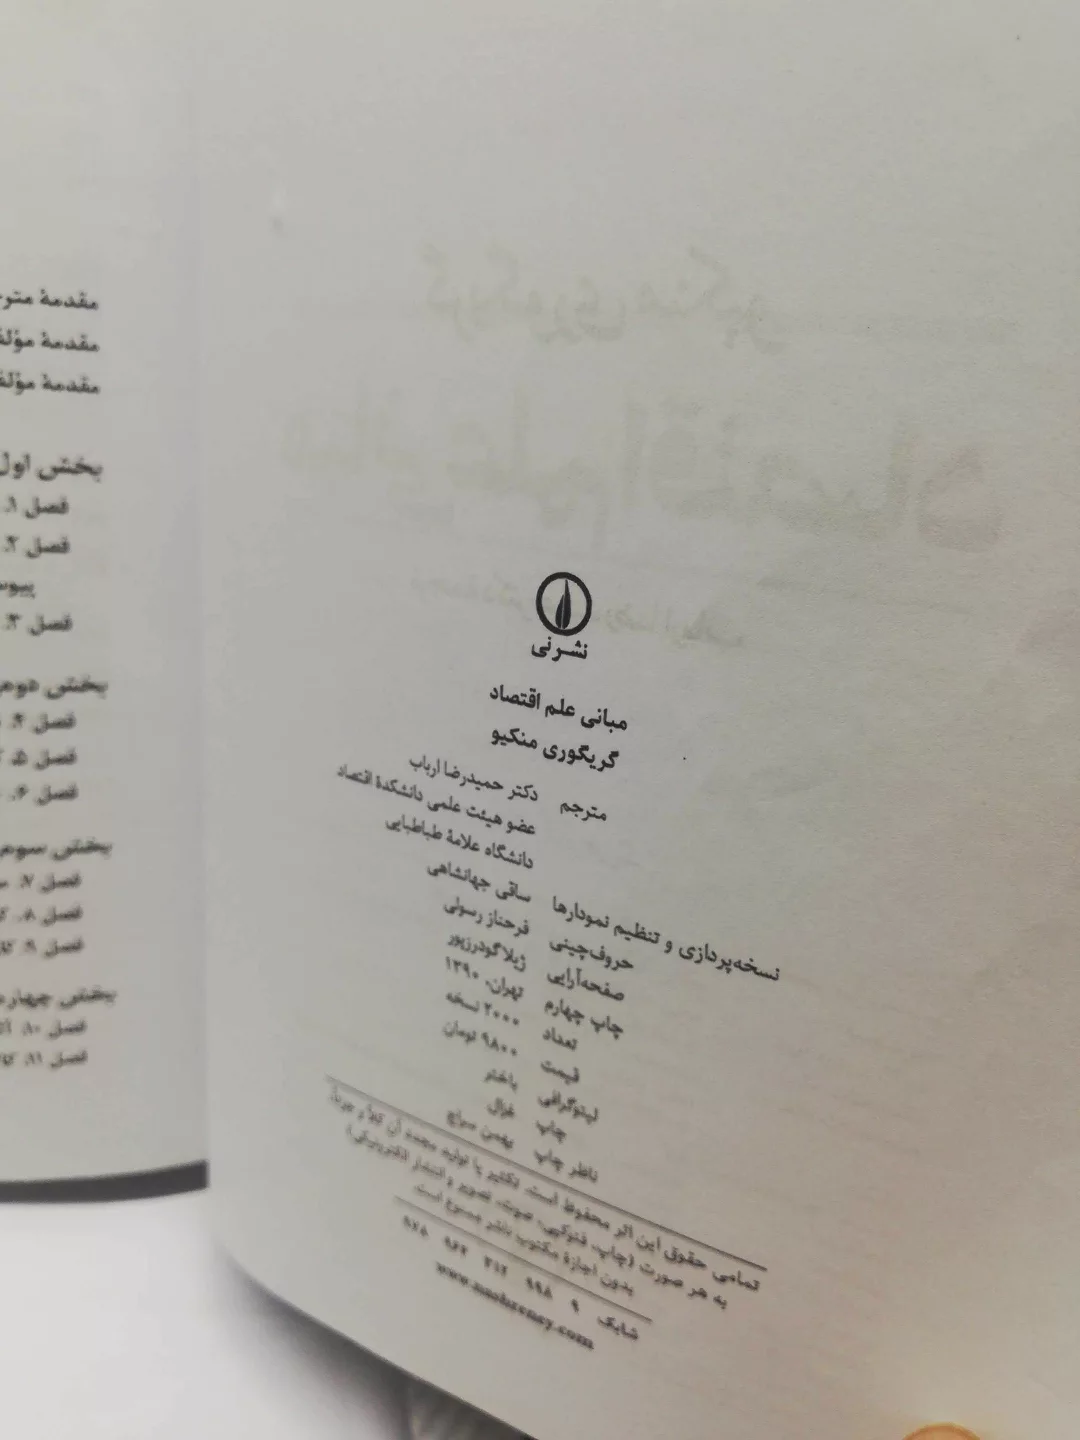 نشرنی
مبانی علم اقتصاد
گریگوری منکیو
مترجم دکتر حمیدرضا ارباب
عضو هیئت علمی دانشکدهٔ اقتصاد
دانشگاه علامهٔ طباطبایی
نسخه‌پردازی و تنظیم نمودارها ساقی جهانشاهی
حروف‌چینی فرحناز رسولی
صفحه‌آرایی ژیلا گودرزپور
چاپ چهارم تهران، ۱۳۹۰
تعداد ۲۰۰۰ نسخه
قیمت ۹۸۰۰ تومان
لیتوگرافی باختر
چاپ غزال
ناظر چاپ بهمن سراج
تمامی حقوق این اثر محفوظ است. تکثیر یا تولید مجدد آن کلاً و جزئاً،
به هر صورت (چاپ، فتوکپی، صوت، تصویر و انتشار الکترونیکی)
بدون اجازهٔ مکتوب ناشر ممنوع است.
شابک ۹ ۹۹۸ ۳۱۲ ۹۶۴ ۹۷۸
www.nashreney.com
مقدمهٔ
مقدمهٔ
مقدمهٔ
بخش اول
فصل ۱.
فصل ۲.
فصل ۳.
بخش دوم
فصل ۴.
فصل ۵.
فصل ۶.
بخش سوم
فصل ۷.
فصل ۸.
فصل ۹.
بخش چهارم
فصل ۱۰.
فصل ۱۱.